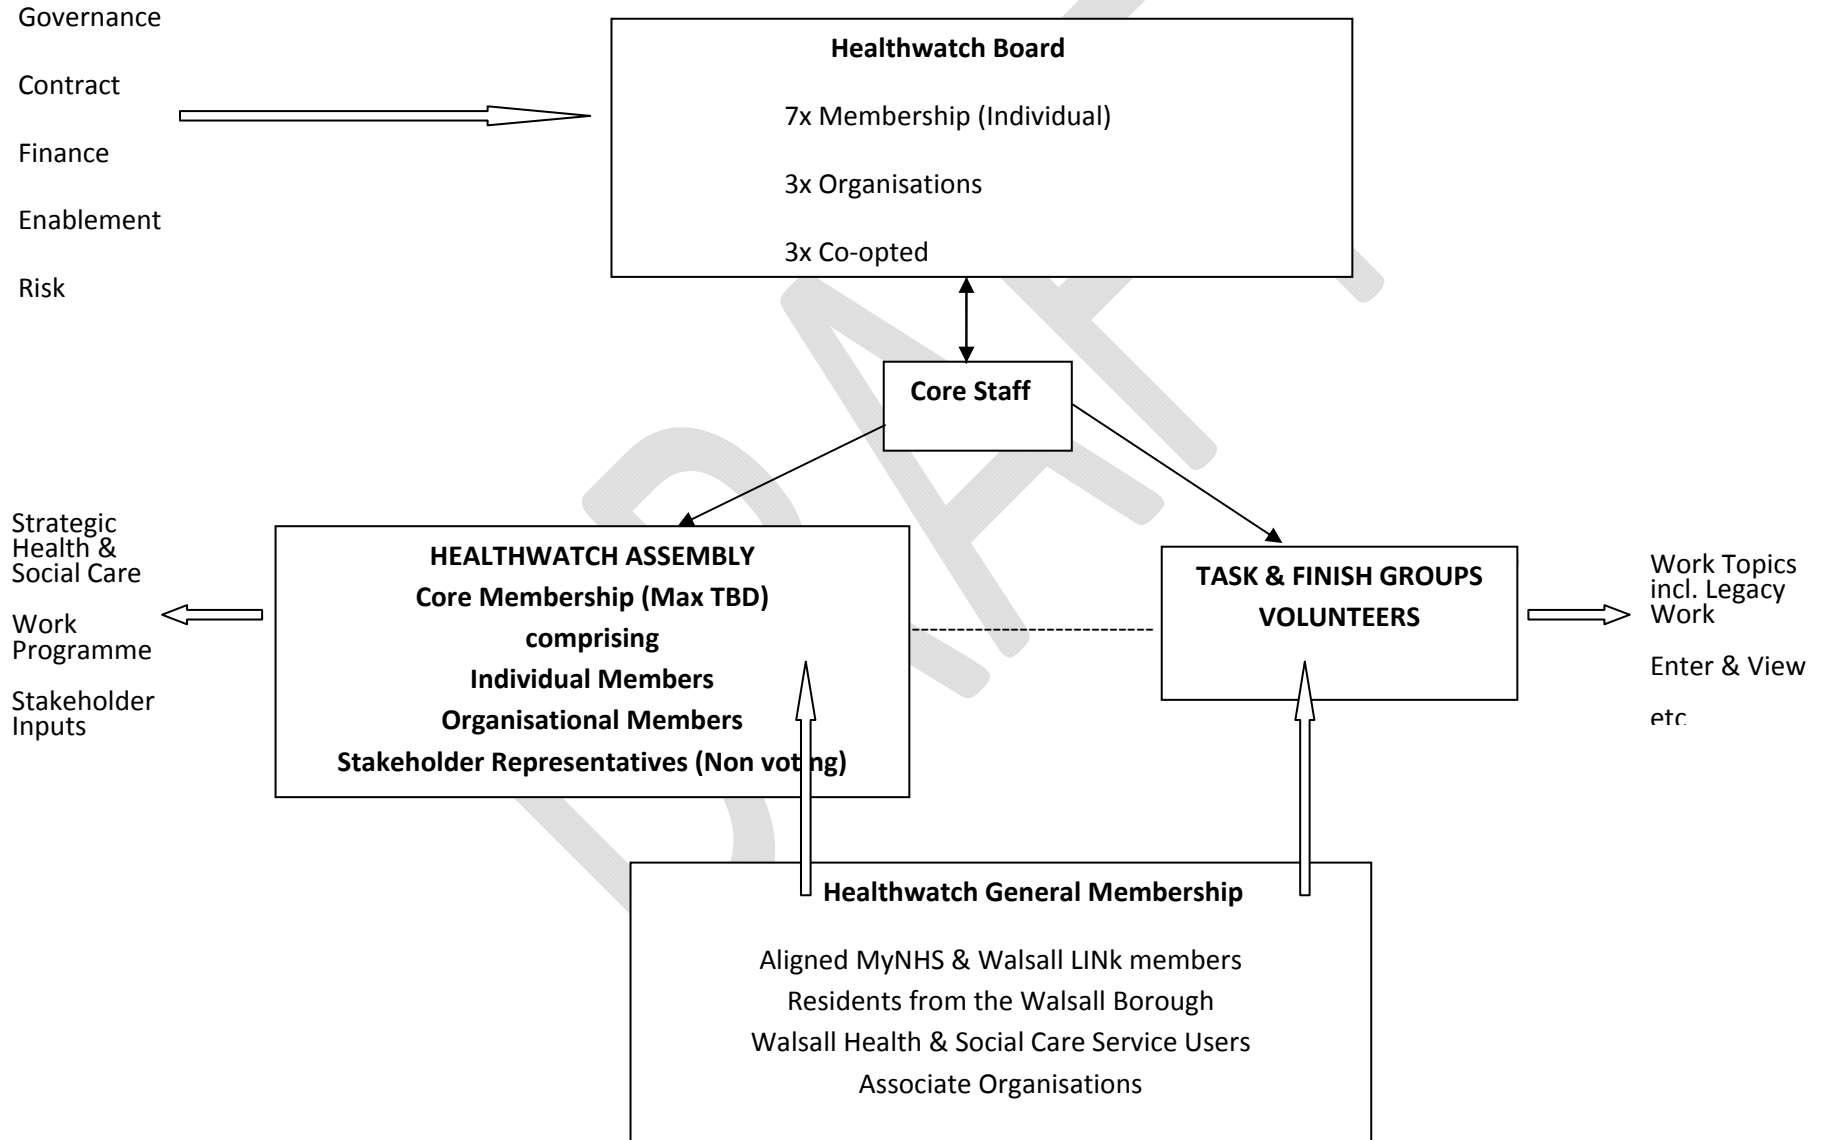 Governance
Contract
Finance
Enablement
Risk
Healthwatch Board
7x Membership (Individual)
3x Organisations
3x Co-opted
Core Staff
Strategic
Health &
Social Care
Work
Programme
Stakeholder
Inputs
HEALTHWATCH ASSEMBLY
Core Membership (Max TBD)
comprising
Individual Members
Organisational Members
Stakeholder Representatives (Non voting)
TASK & FINISH GROUPS
VOLUNTEERS
Work Topics
incl. Legacy
Work
Enter & View
etc
Healthwatch General Membership
Aligned MyNHS & Walsall LINk members
Residents from the Walsall Borough
Walsall Health & Social Care Service Users
Associate Organisations